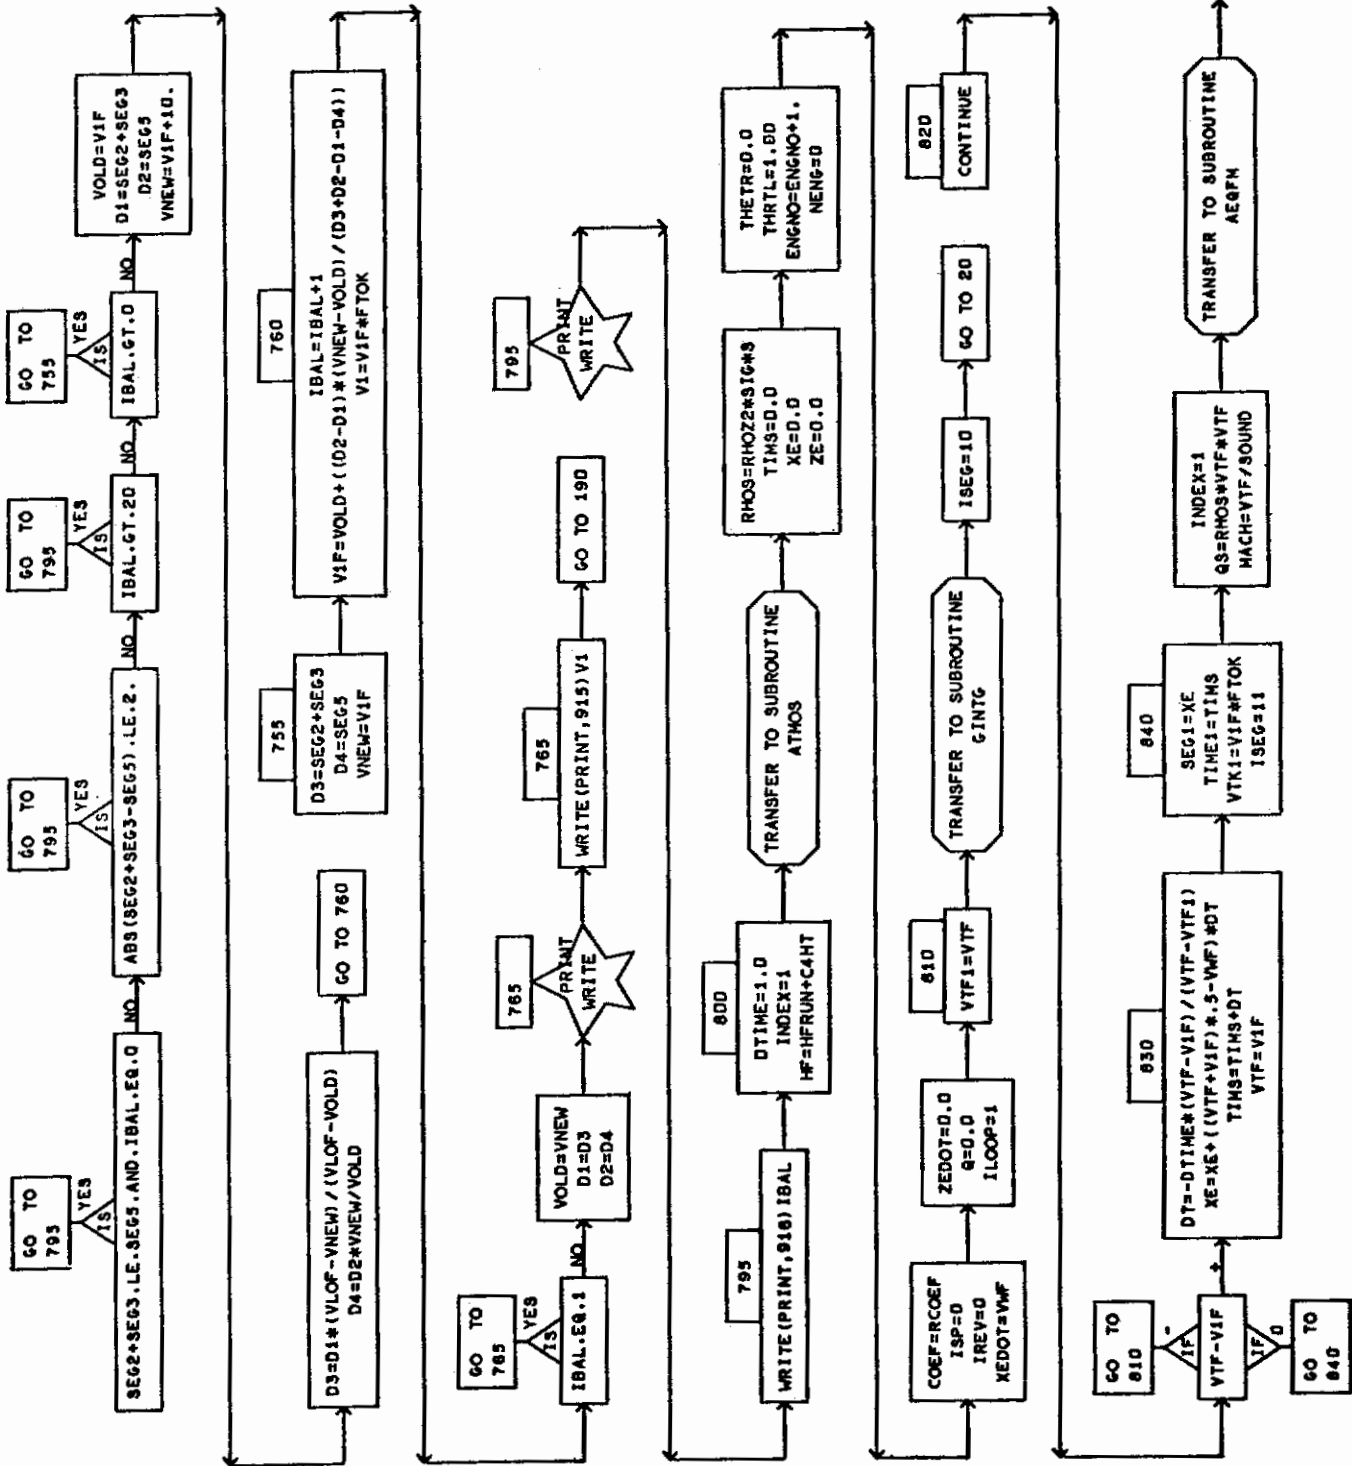 GO TO
795
YES
IS
SEG2+SEG3.LE.SEG5.AND.IBAL.EQ.0
NO
GO TO
795
YES
IS
ABS(SEG2+SEG3-SEG5).LE.2.
NO
GO TO
795
YES
IS
IBAL.GT.20
NO
GO TO
755
YES
IS
IBAL.GT.0
NO
VOLD=V1F
D1=SEG2+SEG3
D2=SEG5
VNEW=V1F+10.
D3=D1*(VLOF-VNEW)/(VLOF-VOLD)
D4=D2*VNEW/VOLD
GO TO 760
755
D3=SEG2+SEG3
D4=SEG5
VNEW=V1F
760
IBAL=IBAL+1
V1F=VOLD+((D2-D1)*(VNEW-VOLD)/(D3+D2-D1-D4))
V1=V1F*FTOK
GO TO
765
YES
IS
IBAL.EQ.1
NO
VOLD=VNEW
D1=D3
D2=D4
765
PRINT
WRITE
765
WRITE(PRINT,915)V1
GO TO 190
795
PRINT
WRITE
795
WRITE(PRINT,916)IBAL
800
DTIME=1.0
INDEX=1
HF=HFRUN+C4HT
TRANSFER TO SUBROUTINE
ATMOS
RHOS=RHOZ2*SIG*S
TIMS=0.0
XE=0.0
ZE=0.0
THETR=0.0
THRTL=1.00
ENGNO=ENGNO+1.
NENG=0
COEF=RCOEF
ISP=0
IREV=0
XEDOT=VWF
ZEDOT=0.0
Q=0.0
ILOOP=1
810
VTF1=VTF
TRANSFER TO SUBROUTINE
GINTG
ISEG=10
GO TO 20
820
CONTINUE
GO TO
810
-
IF
VTF-V1F
+
IF
0
GO TO
840
830
DT=-DTIME*(VTF-V1F)/(VTF-VTF1)
XE=XE+((VTF+V1F)*.5-VWF)*DT
TIMS=TIMS+DT
VTF=V1F
840
SEG1=XE
TIME1=TIMS
VTK1=V1F*FTOK
ISEG=11
INDEX=1
QS=RHOS*VTF*VTF
MACH=VTF/SOUND
TRANSFER TO SUBROUTINE
AEQFM